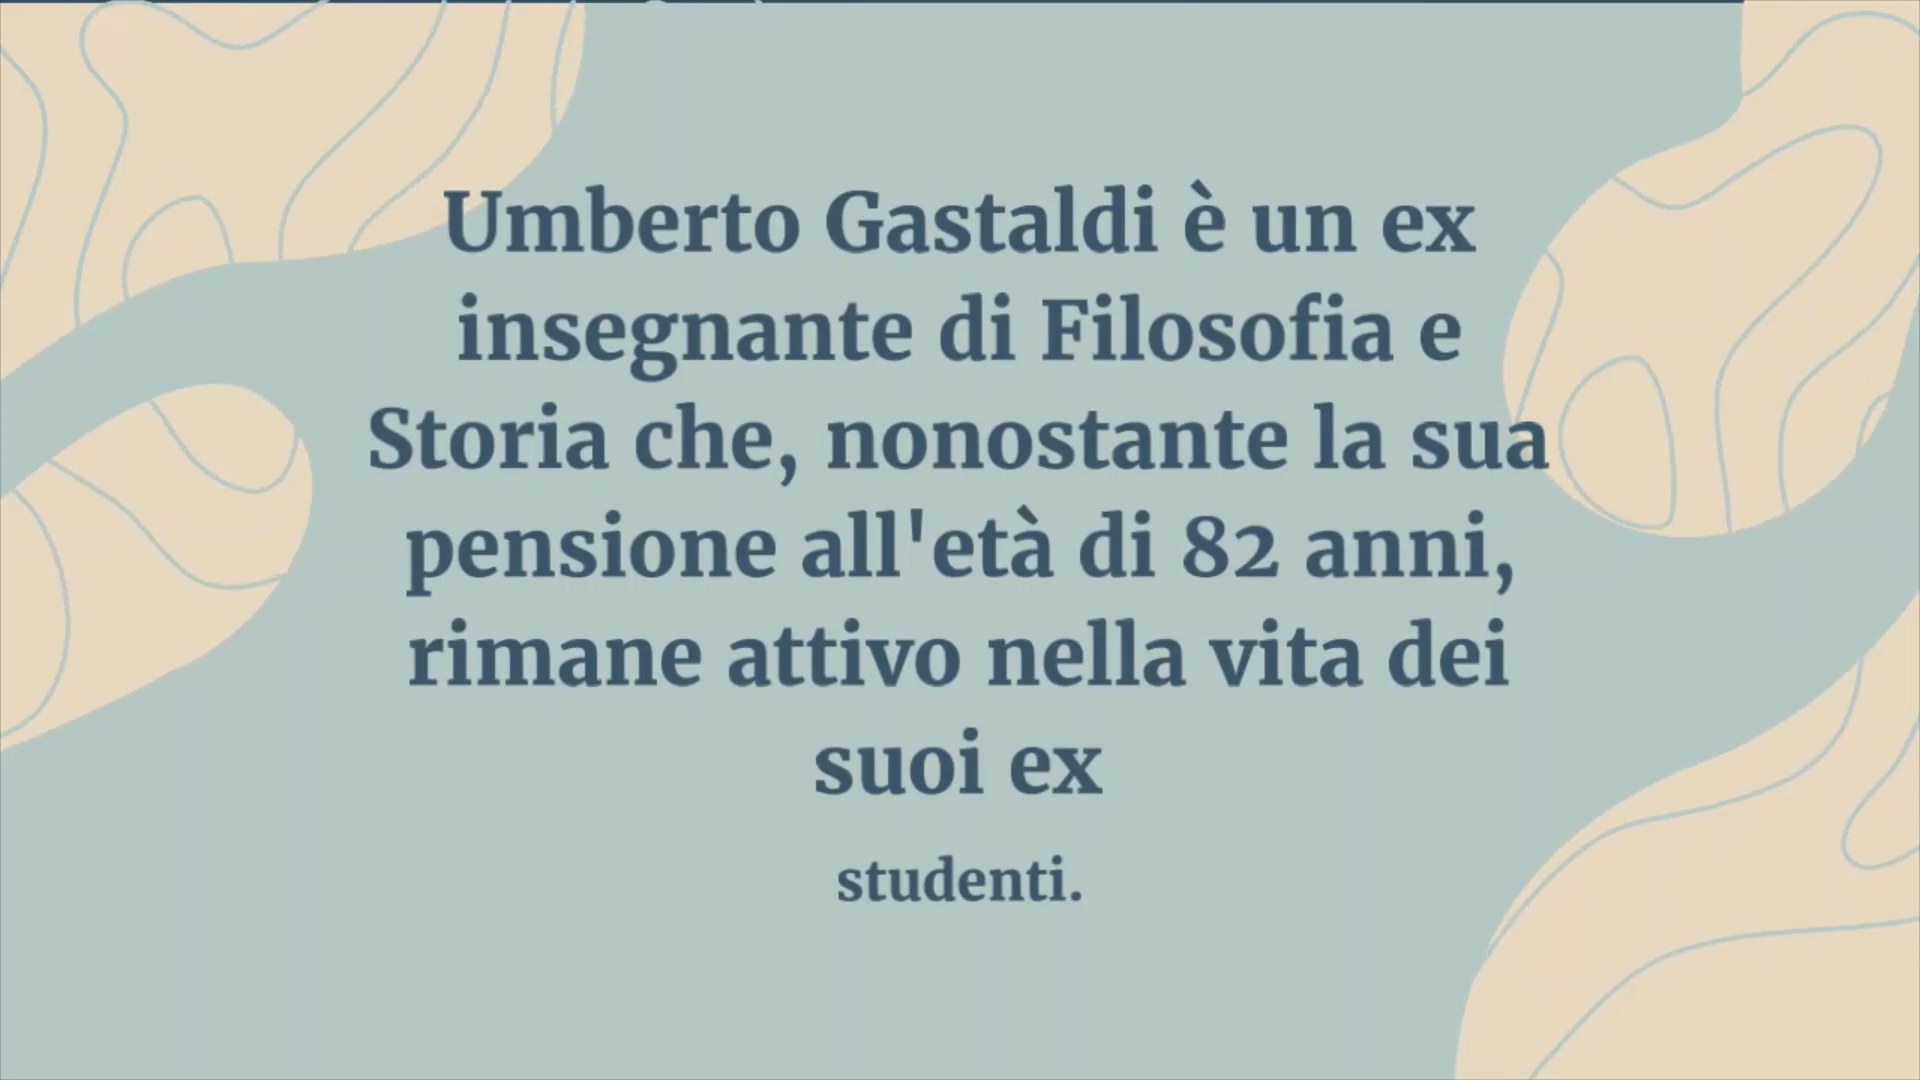 Umberto Gastaldi è un ex
insegnante di Filosofia e
Storia che, nonostante la sua
pensione all'età di 82 anni,
rimane attivo nella vita dei
suoi ex
studenti.